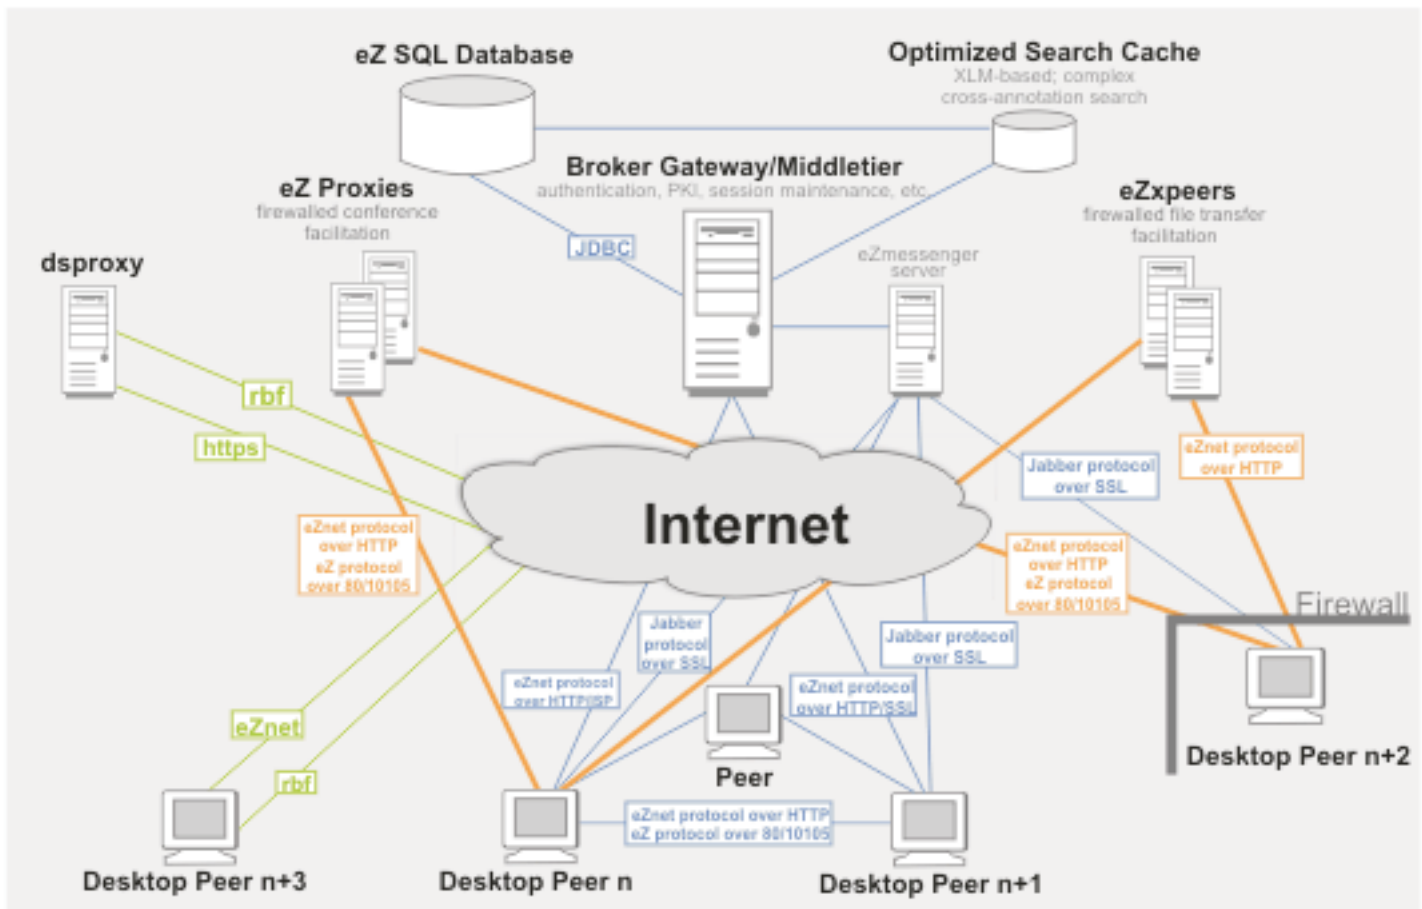 eZ SQL Database
Optimized Search Cache
XLM-based; complex
cross-annotation search
Broker Gateway/Middletier
authentication, PKI, session maintenance, etc.
eZ Proxies
firewalled conference
facilitation
eZxpeers
firewalled file transfer
facilitation
JDBC
eZmessenger
server
dsproxy
rbf
https
eZnet protocol
over HTTP
Jabber protocol
over SSL
Internet
eZnet protocol
over HTTP
eZ protocol
over 80/10105
eZnet protocol
over HTTP
eZ protocol
over 80/10105
Firewall
Jabber
protocol
over SSL
Jabber protocol
over SSL
eZnet protocol
over HTTP/ISP
eZnet protocol
over HTTP/SSL
eZnet
rbf
Peer
Desktop Peer n+2
eZnet protocol over HTTP
eZ protocol over 80/10105
Desktop Peer n+3
Desktop Peer n
Desktop Peer n+1